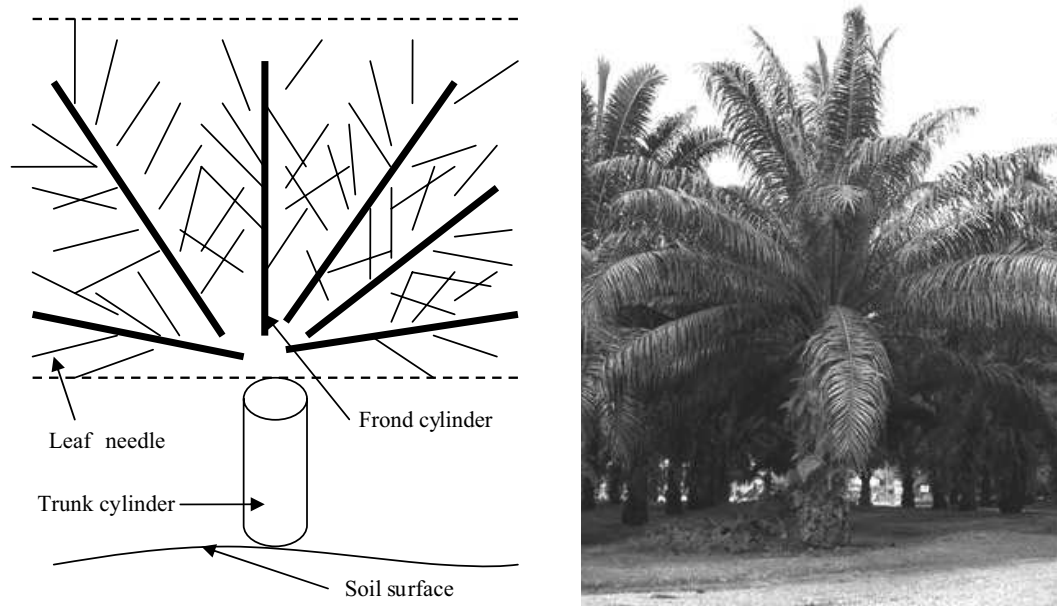 Frond cylinder
Leaf needle
Trunk cylinder
Soil surface